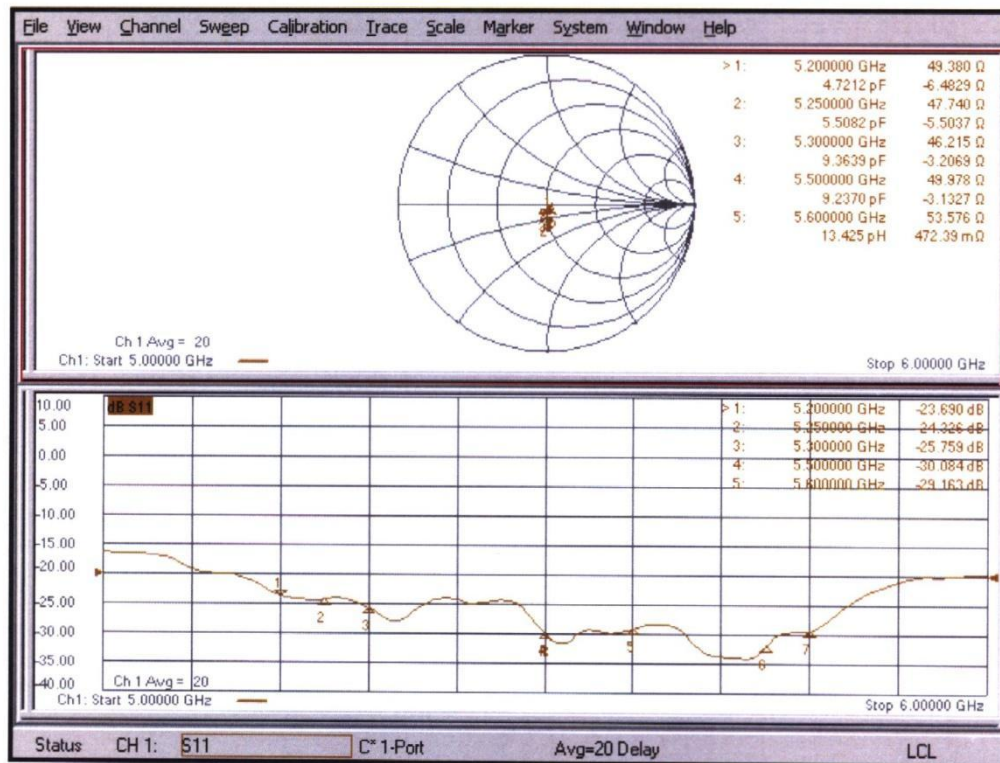 File View Channel Sweep Calibration Trace Scale Marker System Window Help
> 1: 5.200000 GHz 49.380 Ω
4.7212 pF -6.4829 Ω
2: 5.250000 GHz 47.740 Ω
5.5082 pF -5.5037 Ω
3: 5.300000 GHz 46.215 Ω
9.3639 pF -3.2069 Ω
4: 5.500000 GHz 49.978 Ω
9.2370 pF -3.1327 Ω
5: 5.600000 GHz 53.576 Ω
13.425 pH 472.39 mΩ
Ch 1 Avg = 20
Ch1: Start 5.00000 GHz Stop 6.00000 GHz
10.00
5.00
0.00
-5.00
-10.00
-15.00
-20.00
-25.00
-30.00
-35.00
-40.00
dB S11
> 1: 5.200000 GHz -23.690 dB
2: 5.250000 GHz -24.326 dB
3: 5.300000 GHz -25.759 dB
4: 5.500000 GHz -30.084 dB
5: 5.600000 GHz -29.163 dB
1
2
3
5
6
7
Ch 1 Avg = 20
Ch1: Start 5.00000 GHz Stop 6.00000 GHz
Status CH 1: S11 C* 1-Port Avg=20 Delay LCL